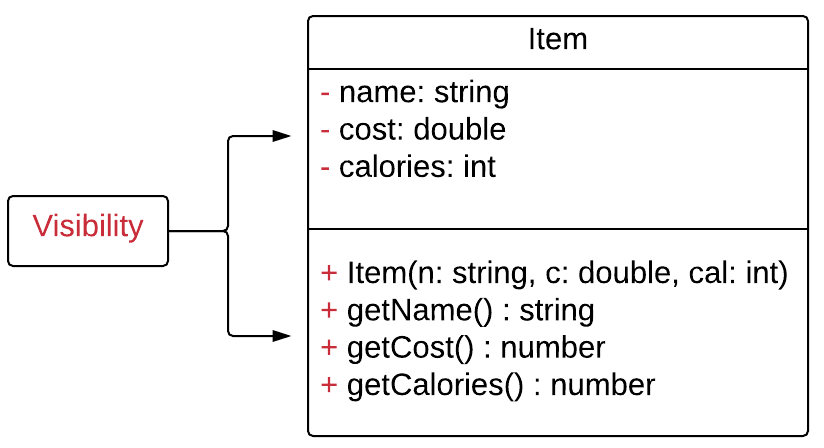 Item
- name: string
- cost: double
- calories: int
Visibility
+ Item(n: string, c: double, cal: int)
+ getName() : string
+ getCost() : number
+ getCalories() : number